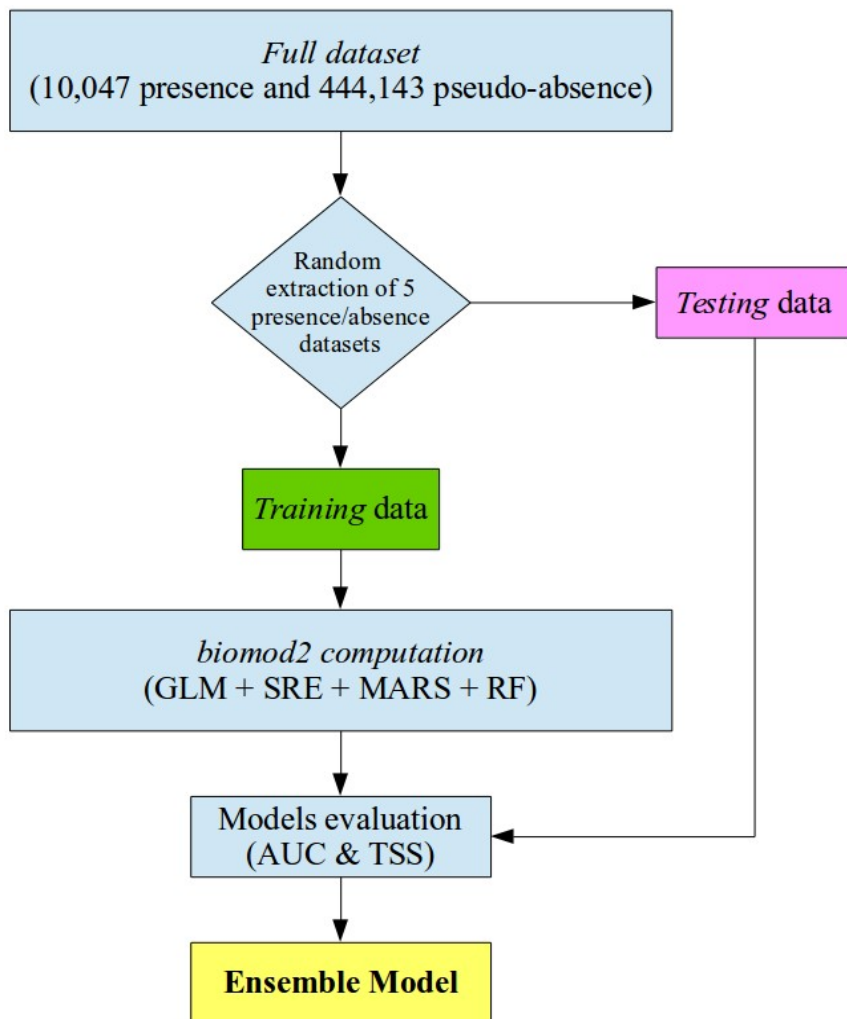 Full dataset
(10,047 presence and 444,143 pseudo-absence)
Random
extraction of 5
presence/absence
datasets
Testing data
Training data
biomod2 computation
(GLM + SRE + MARS + RF)
Models evaluation
(AUC & TSS)
Ensemble Model